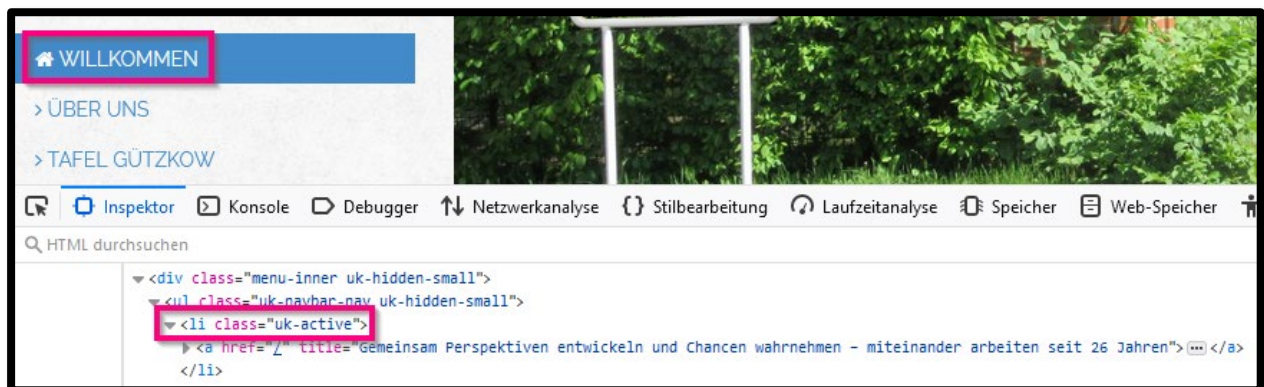 WILLKOMMEN
> ÜBER UNS
> TAFEL GÜTZKOW
Inspektor Konsole Debugger Netzwerkanalyse {} Stilbearbeitung Laufzeitanalyse Speicher Web-Speicher
HTML durchsuchen
<div class="menu-inner uk-hidden-small">
<ul class="uk-navbar-nav uk-hidden-small">
<li class="uk-active">
<a href="/" title="Gemeinsam Perspektiven entwickeln und Chancen wahrnehmen – miteinander arbeiten seit 26 Jahren">…</a>
</li>